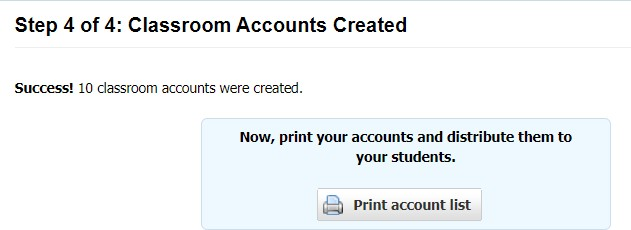 Step 4 of 4: Classroom Accounts Created
Success! 10 classroom accounts were created.
Now, print your accounts and distribute them to
your students.
Print account list